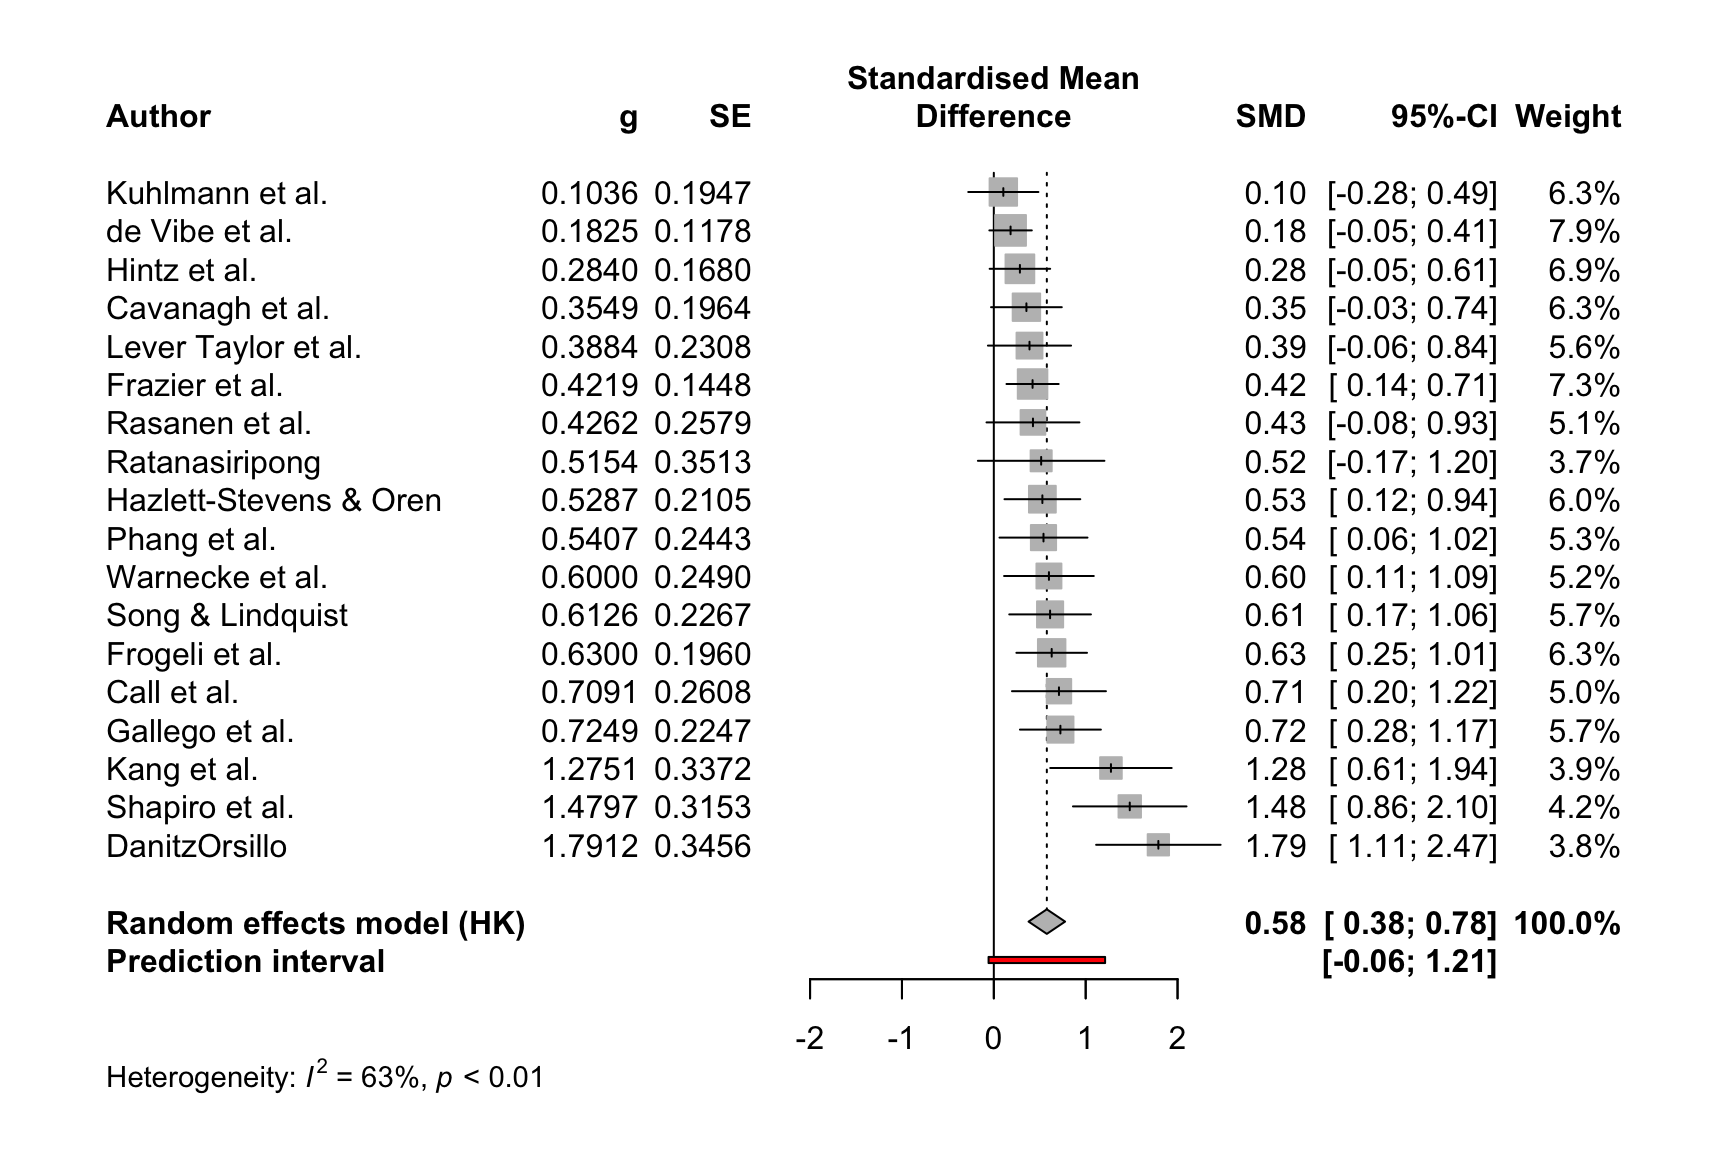 Standardised Mean
Author g SE Difference SMD 95%-CI Weight
Kuhlmann et al. 0.1036 0.1947 0.10 [-0.28; 0.49] 6.3%
de Vibe et al. 0.1825 0.1178 0.18 [-0.05; 0.41] 7.9%
Hintz et al. 0.2840 0.1680 0.28 [-0.05; 0.61] 6.9%
Cavanagh et al. 0.3549 0.1964 0.35 [-0.03; 0.74] 6.3%
Lever Taylor et al. 0.3884 0.2308 0.39 [-0.06; 0.84] 5.6%
Frazier et al. 0.4219 0.1448 0.42 [ 0.14; 0.71] 7.3%
Rasanen et al. 0.4262 0.2579 0.43 [-0.08; 0.93] 5.1%
Ratanasiripong 0.5154 0.3513 0.52 [-0.17; 1.20] 3.7%
Hazlett-Stevens & Oren 0.5287 0.2105 0.53 [ 0.12; 0.94] 6.0%
Phang et al. 0.5407 0.2443 0.54 [ 0.06; 1.02] 5.3%
Warnecke et al. 0.6000 0.2490 0.60 [ 0.11; 1.09] 5.2%
Song & Lindquist 0.6126 0.2267 0.61 [ 0.17; 1.06] 5.7%
Frogeli et al. 0.6300 0.1960 0.63 [ 0.25; 1.01] 6.3%
Call et al. 0.7091 0.2608 0.71 [ 0.20; 1.22] 5.0%
Gallego et al. 0.7249 0.2247 0.72 [ 0.28; 1.17] 5.7%
Kang et al. 1.2751 0.3372 1.28 [ 0.61; 1.94] 3.9%
Shapiro et al. 1.4797 0.3153 1.48 [ 0.86; 2.10] 4.2%
DanitzOrsillo 1.7912 0.3456 1.79 [ 1.11; 2.47] 3.8%
Random effects model (HK) 0.58 [ 0.38; 0.78] 100.0%
Prediction interval [-0.06; 1.21]
-2 -1 0 1 2
Heterogeneity: I² = 63%, p < 0.01